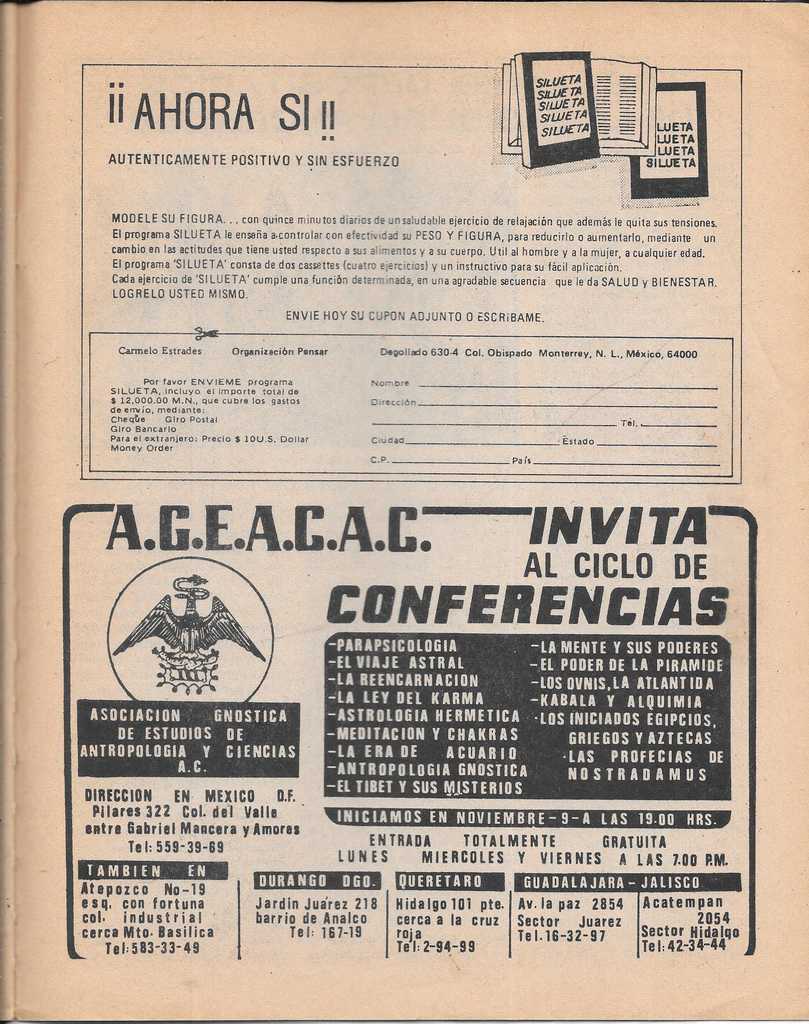 ¡¡AHORA SI!!
AUTENTICAMENTE POSITIVO Y SIN ESFUERZO
SILUETA
SILUETA
SILUETA
SILUETA
SILUETA
LUETA
LUETA
LUETA
SILUETA
MODELE SU FIGURA. . . con quince minutos diarios de un saludable ejercicio de relajación que además le quita sus tensiones.
El programa SILUETA le enseña a controlar con efectividad su PESO Y FIGURA, para reducirlo o aumentarlo, mediante un
cambio en las actitudes que tiene usted respecto a sus alimentos y a su cuerpo. Util al hombre y a la mujer, a cualquier edad.
El programa 'SILUETA' consta de dos cassettes (cuatro ejercicios) y un instructivo para su fácil aplicación.
Cada ejercicio de 'SILUETA' cumple una función determinada, en una agradable secuencia que le da SALUD y BIENESTAR.
LOGRELO USTED MISMO.
ENVIE HOY SU CUPON ADJUNTO O ESCRIBAME.
Carmelo Estrades Organización Pensar Degollado 630-4 Col. Obispado Monterrey, N. L., México, 64000
Por favor ENVIEME programa
SILUETA, incluyo el importe total de
$ 12,000.00 M.N., que cubre los gastos
de envío, mediante:
Cheque Giro Postal
Giro Bancario
Para el extranjero: Precio $ 10 U.S. Dollar
Money Order
Nombre
Dirección
Tél.
Ciudad Estado
C.P. País
A.G.E.A.C.A.C.
INVITA
AL CICLO DE
CONFERENCIAS
ASOCIACION GNOSTICA
DE ESTUDIOS DE
ANTROPOLOGIA Y CIENCIAS
A.C.
DIRECCION EN MEXICO D.F.
Pilares 322 Col. del Valle
entre Gabriel Mancera y Amores
Tel: 559-39-69
-PARAPSICOLOGIA
-EL VIAJE ASTRAL
-LA REENCARNACION
-LA LEY DEL KARMA
-ASTROLOGIA HERMETICA
-MEDITACION Y CHAKRAS
-LA ERA DE ACUARIO
-ANTROPOLOGIA GNOSTICA
-EL TIBET Y SUS MISTERIOS
-LA MENTE Y SUS PODERES
-EL PODER DE LA PIRAMIDE
-LOS OVNIS, LA ATLANTIDA
-KABALA Y ALQUIMIA
-LOS INICIADOS EGIPCIOS,
GRIEGOS Y AZTECAS
-LAS PROFECIAS DE
NOSTRADAMUS
INICIAMOS EN NOVIEMBRE-9-A LAS 19.00 HRS.
ENTRADA TOTALMENTE GRATUITA
LUNES MIERCOLES Y VIERNES A LAS 7.00 P.M.
TAMBIEN EN
Atepozco No-19
esq. con fortuna
col. industrial
cerca Mto. Basilica
Tel: 583-33-49
DURANGO DGO.
Jardin Juárez 218
barrio de Analco
Tel: 167-19
QUERETARO
Hidalgo 101 pte.
cerca a la cruz
roja
Tel: 2-94-99
GUADALAJARA-JALISCO
Av. la paz 2854
Sector Juarez
Tel. 16-32-97
Acatempan
2054
Sector Hidalgo
Tel: 42-34-44